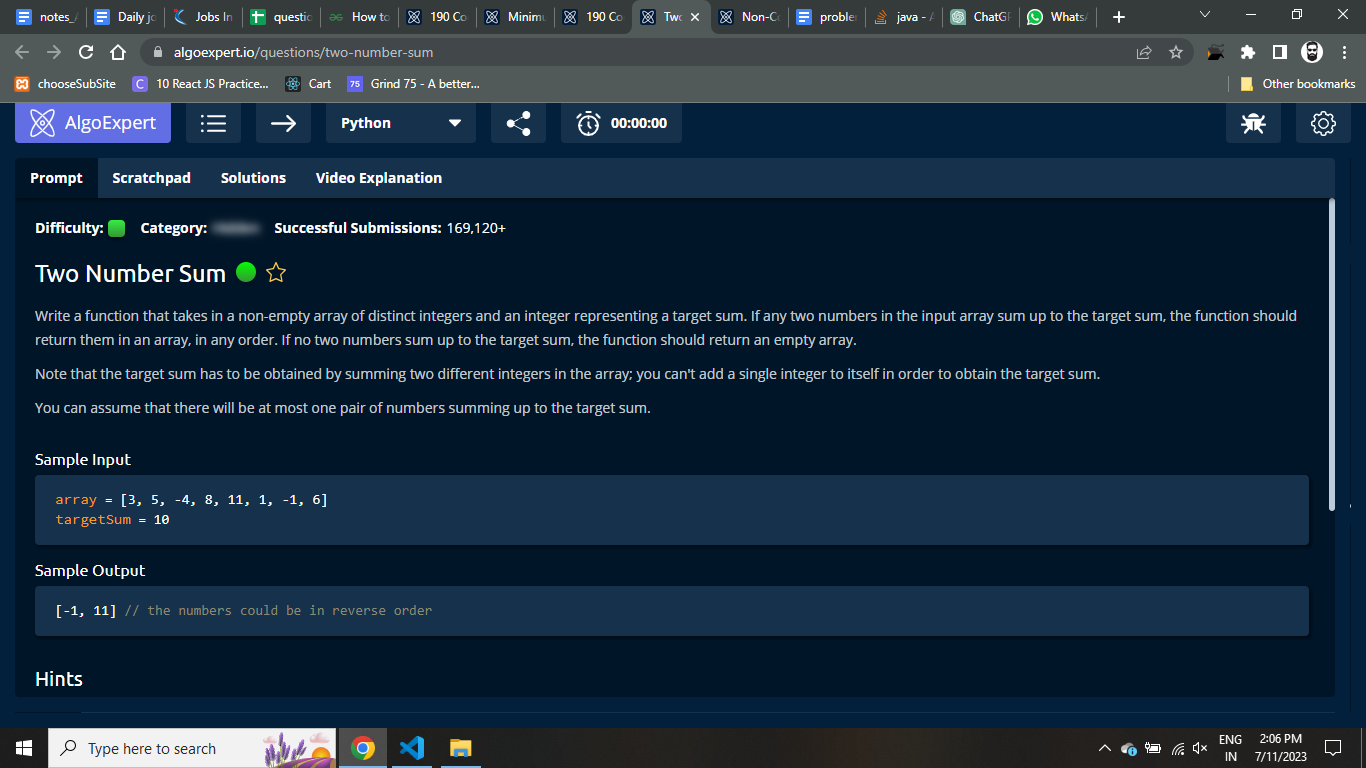 notes_
Daily jo
Jobs In
questic
How to
190 Co
Minimu
190 Co
Two
Non-Co
probler
java - A
ChatGP
WhatsA
algoexpert.io/questions/two-number-sum
chooseSubSite
10 React JS Practice...
Cart
75 Grind 75 - A better...
Other bookmarks
AlgoExpert
Python
00:00:00
Prompt Scratchpad Solutions Video Explanation
Difficulty: Category: Successful Submissions: 169,120+
Two Number Sum
Write a function that takes in a non-empty array of distinct integers and an integer representing a target sum. If any two numbers in the input array sum up to the target sum, the function should
return them in an array, in any order. If no two numbers sum up to the target sum, the function should return an empty array.
Note that the target sum has to be obtained by summing two different integers in the array; you can't add a single integer to itself in order to obtain the target sum.
You can assume that there will be at most one pair of numbers summing up to the target sum.
Sample Input
array = [3, 5, -4, 8, 11, 1, -1, 6]
targetSum = 10
Sample Output
[-1, 11] // the numbers could be in reverse order
Hints
Type here to search
ENG
IN
2:06 PM
7/11/2023